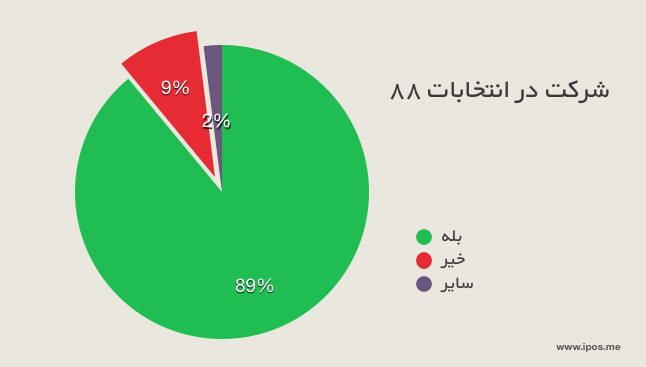 شرکت در انتخابات ۸۸
9%
2%
89%
بله
خیر
سایر
www.ipos.me